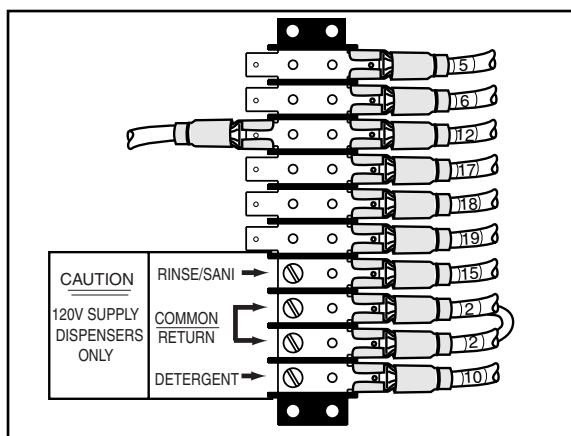 5
6
12
17
18
19
CAUTION
120V SUPPLY
DISPENSERS
ONLY
RINSE/SANI
15
COMMON
RETURN
2
2
DETERGENT
10